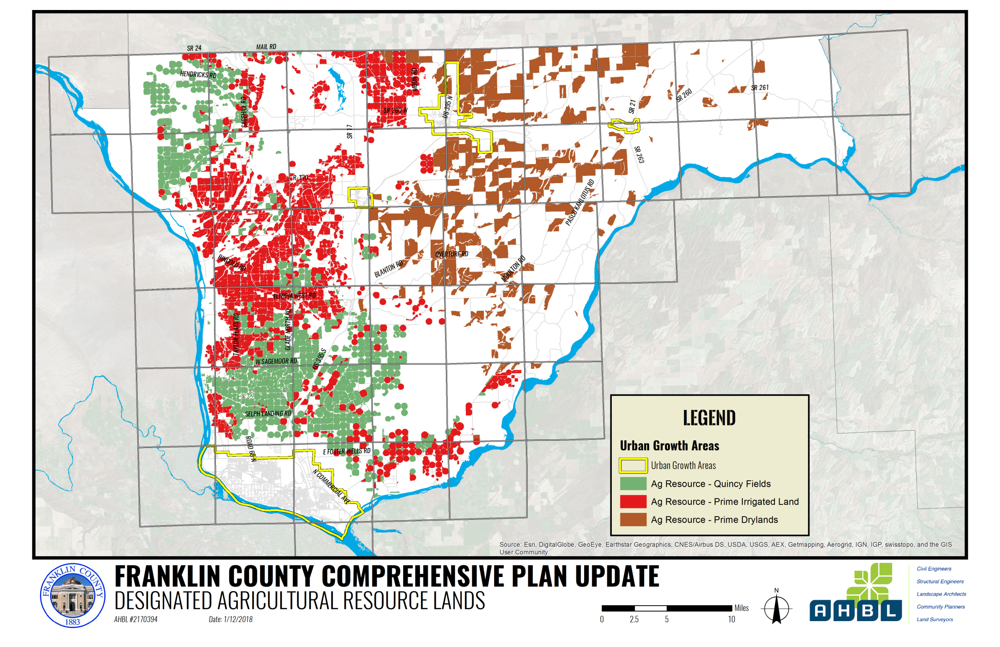 SR 24
MAIL RD
HENDRICKS RD
SAGEHILL RD
MOON RD
SR 260 W
US 395 N
SR 17
SR 21
SR 260
SR 261
SR 263
R-170
PASCO KAHLOTUS RD
RINGOLD RD
BLANTON RD
OVERTURF RD
MOULTON RD
ELTOPIA WEST RD
TAYLOR FLATS RD
GLADE NORTH RD
US 395 S
W SAGEMOOR RD
SELPH LANDING RD
ROAD 68 N
E FOSTER WELLS RD
N COMMERCIAL AVE
LEGEND
Urban Growth Areas
Urban Growth Areas
Ag Resource - Quincy Fields
Ag Resource - Prime Irrigated Land
Ag Resource - Prime Drylands
Source: Esri, DigitalGlobe, GeoEye, Earthstar Geographics, CNES/Airbus DS, USDA, USGS, AEX, Getmapping, Aerogrid, IGN, IGP, swisstopo, and the GIS
User Community
FRANKLIN COUNTY
1883
FRANKLIN COUNTY COMPREHENSIVE PLAN UPDATE
DESIGNATED AGRICULTURAL RESOURCE LANDS
AHBL #2170394
Date: 1/12/2018
Miles
0 2.5 5 10
N
AHBL
Civil Engineers
Structural Engineers
Landscape Architects
Community Planners
Land Surveyors